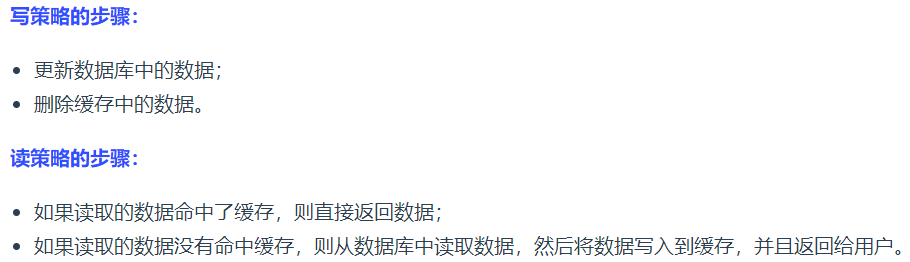 写策略的步骤：
更新数据库中的数据；
删除缓存中的数据。
读策略的步骤：
如果读取的数据命中了缓存，则直接返回数据；
如果读取的数据没有命中缓存，则从数据库中读取数据，然后将数据写入到缓存，并且返回给用户。